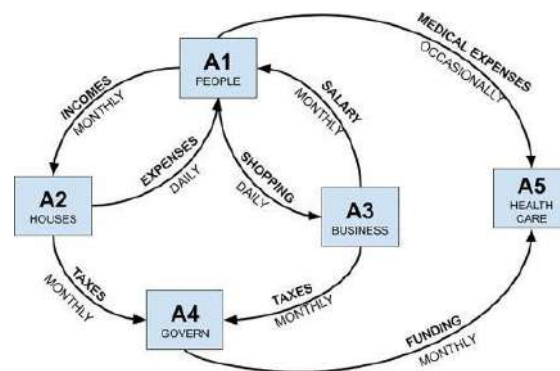 A1
PEOPLE
MEDICAL EXPENSES
OCCASIONALLY
INCOMES
MONTHLY
SALARY
MONTHLY
EXPENSES
DAILY
SHOPPING
DAILY
A2
HOUSES
A3
BUSINESS
A5
HEALTH
CARE
TAXES
MONTHLY
A4
GOVERN
TAXES
MONTHLY
FUNDING
MONTHLY